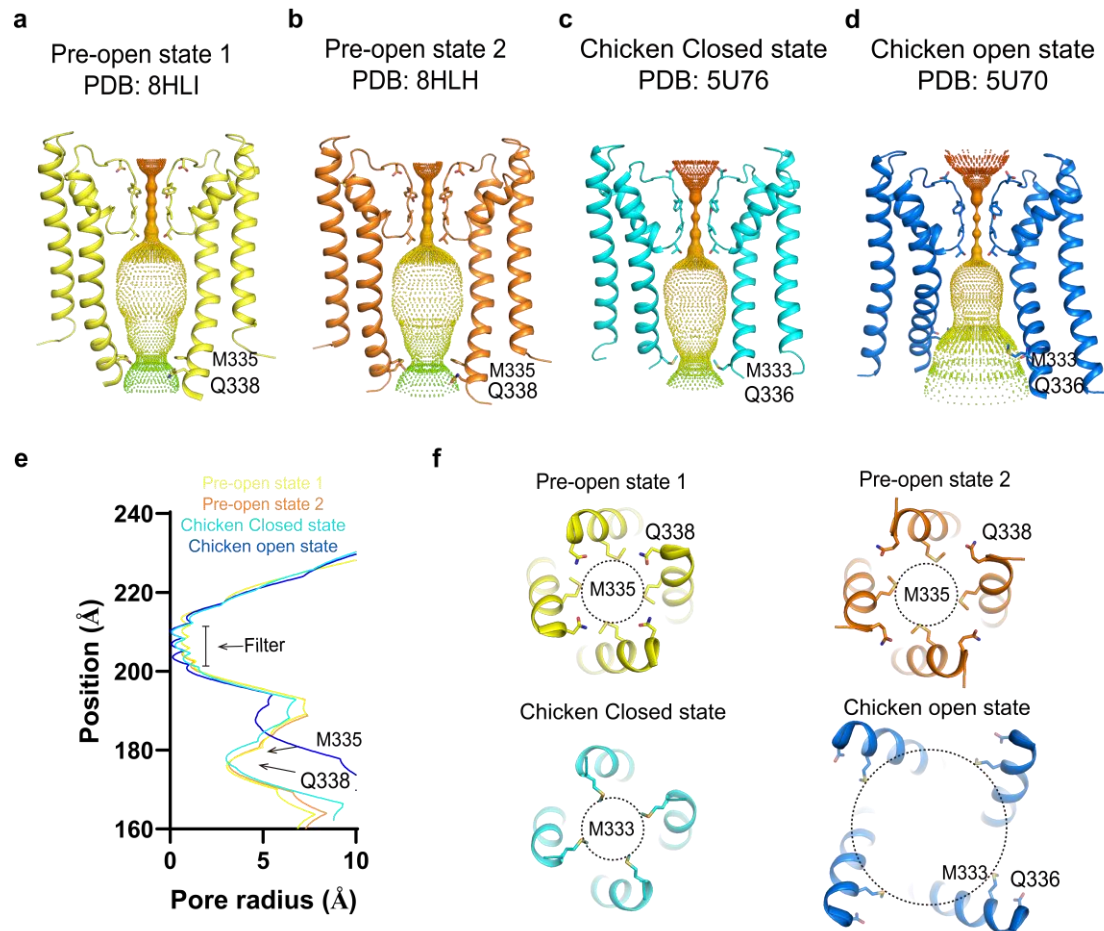 a
Pre-open state 1
PDB: 8HLI
b
Pre-open state 2
PDB: 8HLH
c
Chicken Closed state
PDB: 5U76
d
Chicken open state
PDB: 5U70
M335
Q338
M335
Q338
M333
Q336
M333
Q336
e
Pre-open state 1
Pre-open state 2
Chicken Closed state
Chicken open state
240
220
200
180
160
Position (Å)
Filter
M335
Q338
0
5
10
Pore radius (Å)
f
Pre-open state 1
Q338
M335
Pre-open state 2
Q338
M335
Chicken Closed state
M333
Chicken open state
M333
Q336